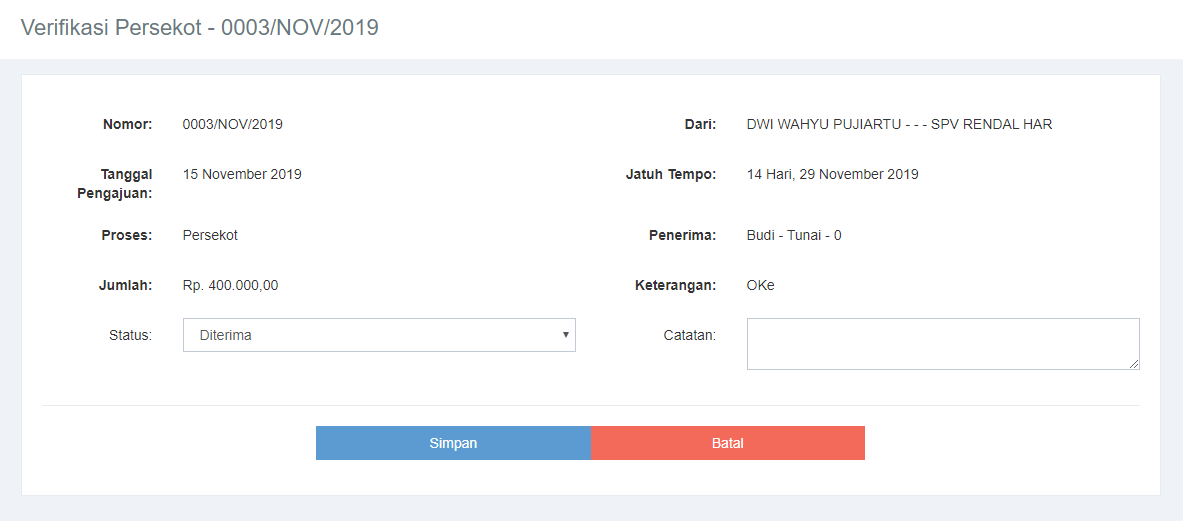 Verifikasi Persekot - 0003/NOV/2019
Nomor: 0003/NOV/2019 Dari: DWI WAHYU PUJIARTU - - - SPV RENDAL HAR
Tanggal Pengajuan: 15 November 2019 Jatuh Tempo: 14 Hari, 29 November 2019
Proses: Persekot Penerima: Budi - Tunai - 0
Jumlah: Rp. 400.000,00 Keterangan: OKe
Status: Diterima Catatan:
Simpan Batal